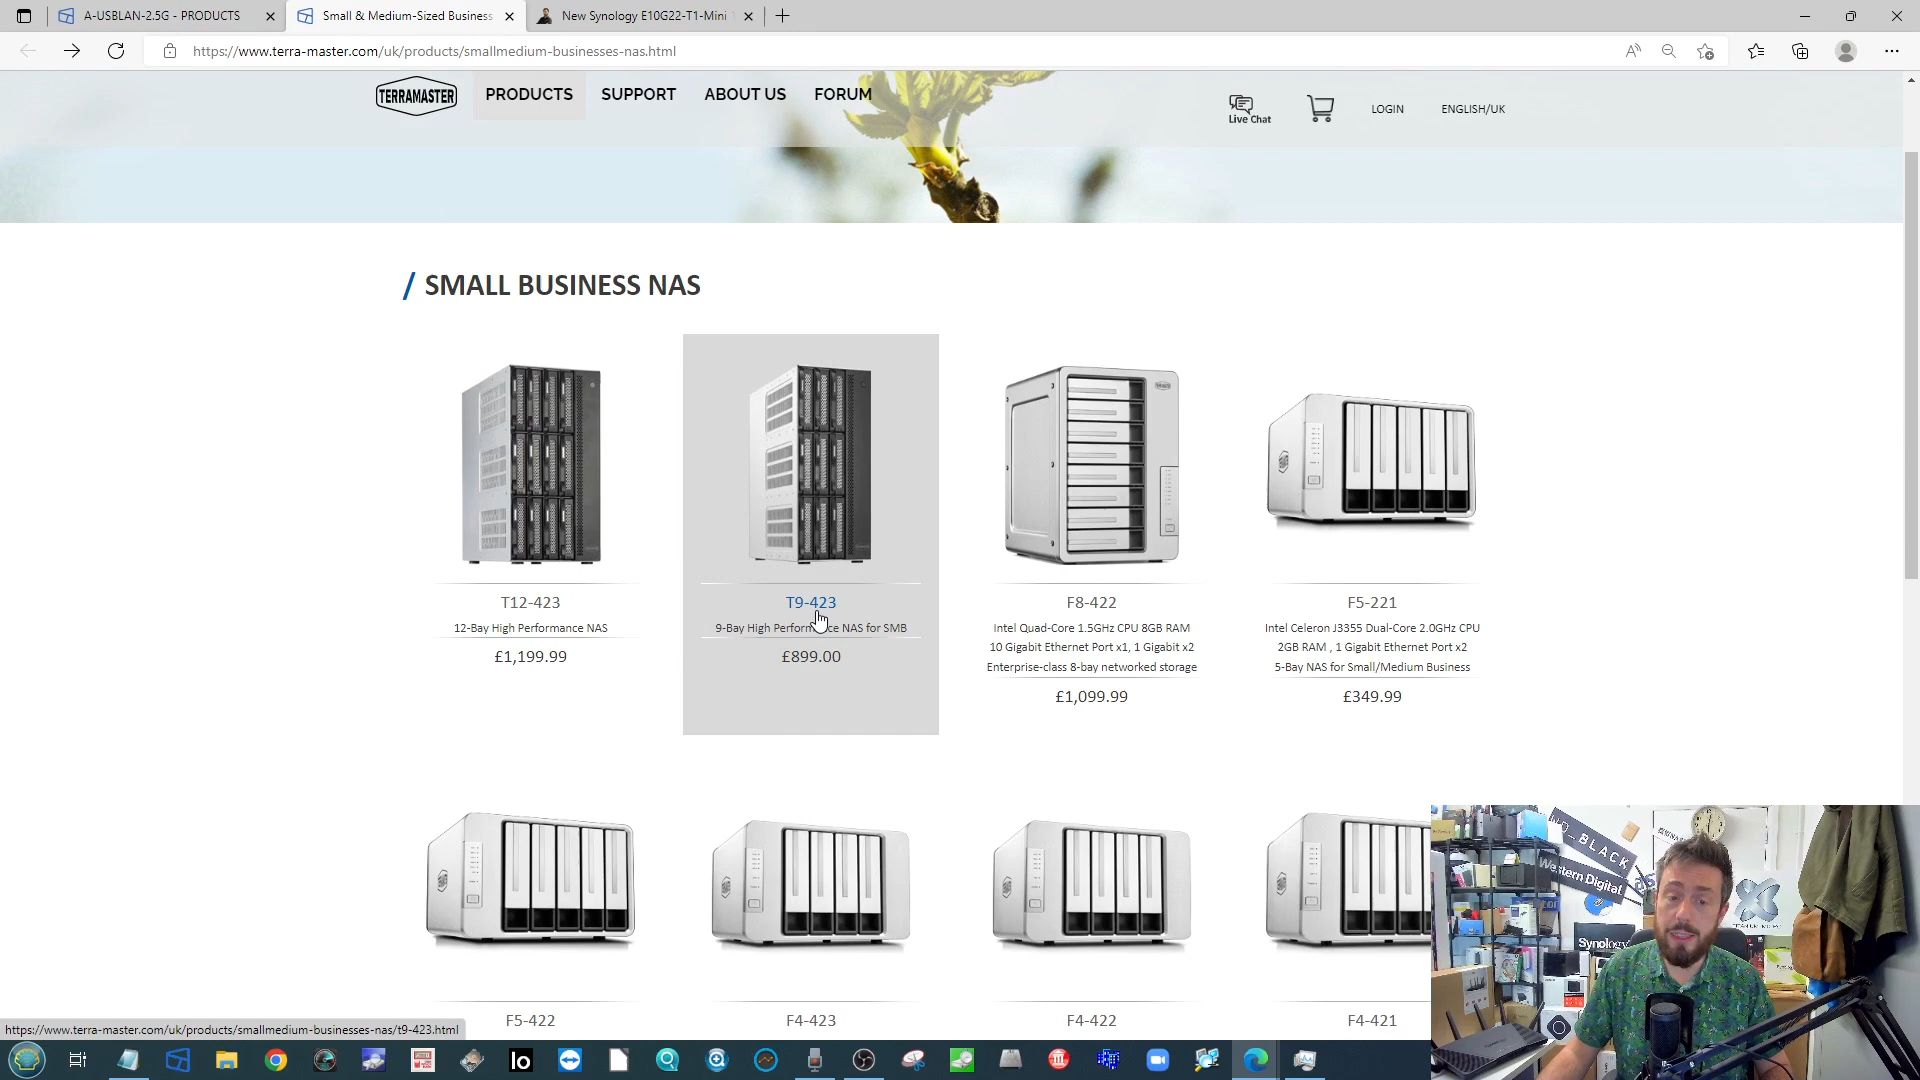 A-USBLAN-2.5G - PRODUCTS
Small & Medium-Sized Business
New Synology E10G22-T1-Mini
https://www.terra-master.com/uk/products/smallmedium-businesses-nas.html
TERRAMASTER
PRODUCTS
SUPPORT
ABOUT US
FORUM
Live Chat
LOGIN
ENGLISH/UK
/ SMALL BUSINESS NAS
T12-423
12-Bay High Performance NAS
£1,199.99
T9-423
9-Bay High Performance NAS for SMB
£899.00
F8-422
Intel Quad-Core 1.5GHz CPU 8GB RAM
10 Gigabit Ethernet Port x1, 1 Gigabit x2
Enterprise-class 8-bay networked storage
£1,099.99
F5-221
Intel Celeron J3355 Dual-Core 2.0GHz CPU
2GB RAM , 1 Gigabit Ethernet Port x2
5-Bay NAS for Small/Medium Business
£349.99
BLACK
Western Digital
Synology
F5-422
F4-423
F4-422
F4-421
https://www.terra-master.com/uk/products/smallmedium-businesses-nas/t9-423.html
Io